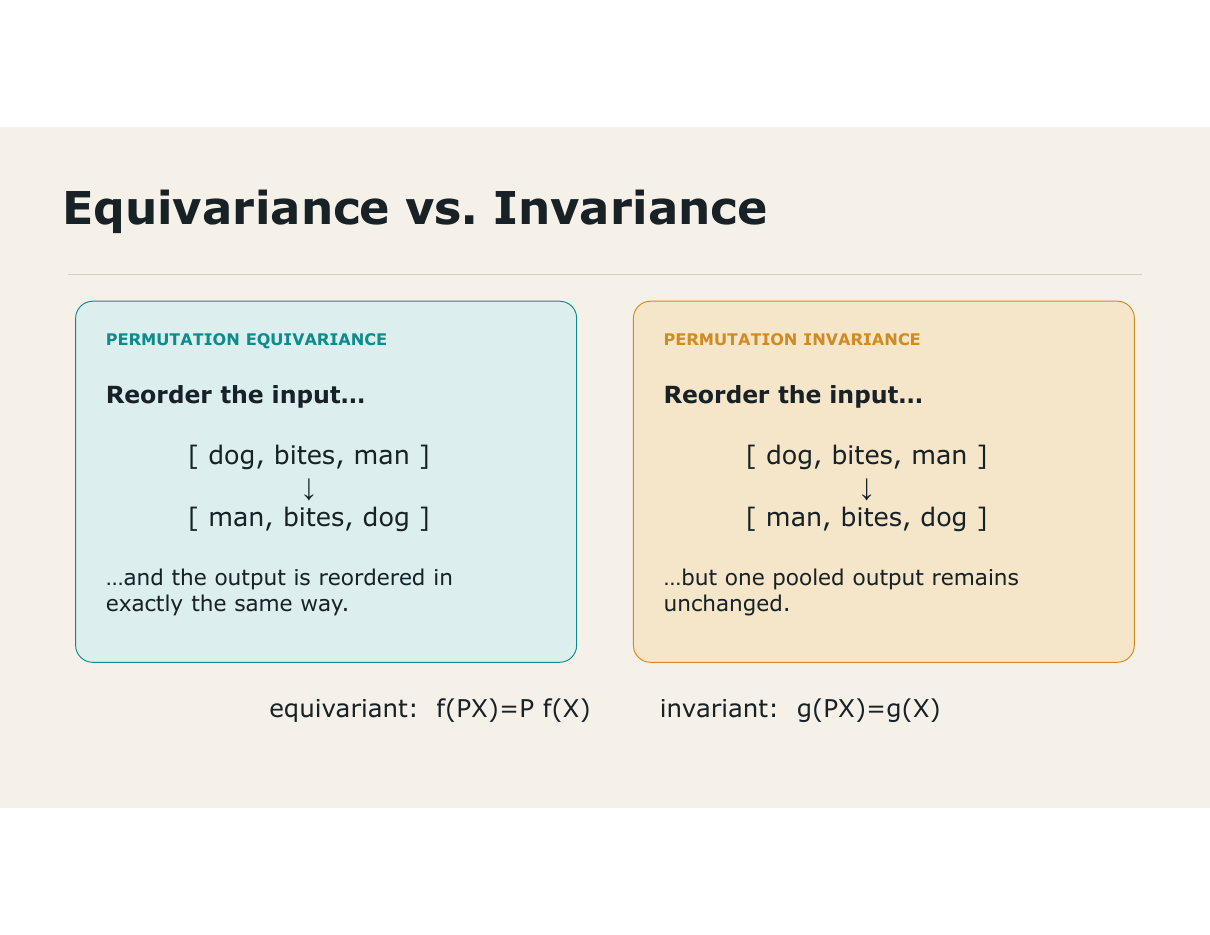 Equivariance vs. Invariance
PERMUTATION EQUIVARIANCE
Reorder the input…
[ dog, bites, man ]
↓
[ man, bites, dog ]
…and the output is reordered in
exactly the same way.
PERMUTATION INVARIANCE
Reorder the input…
[ dog, bites, man ]
↓
[ man, bites, dog ]
…but one pooled output remains
unchanged.
equivariant:  f(PX)=P f(X)
invariant:  g(PX)=g(X)